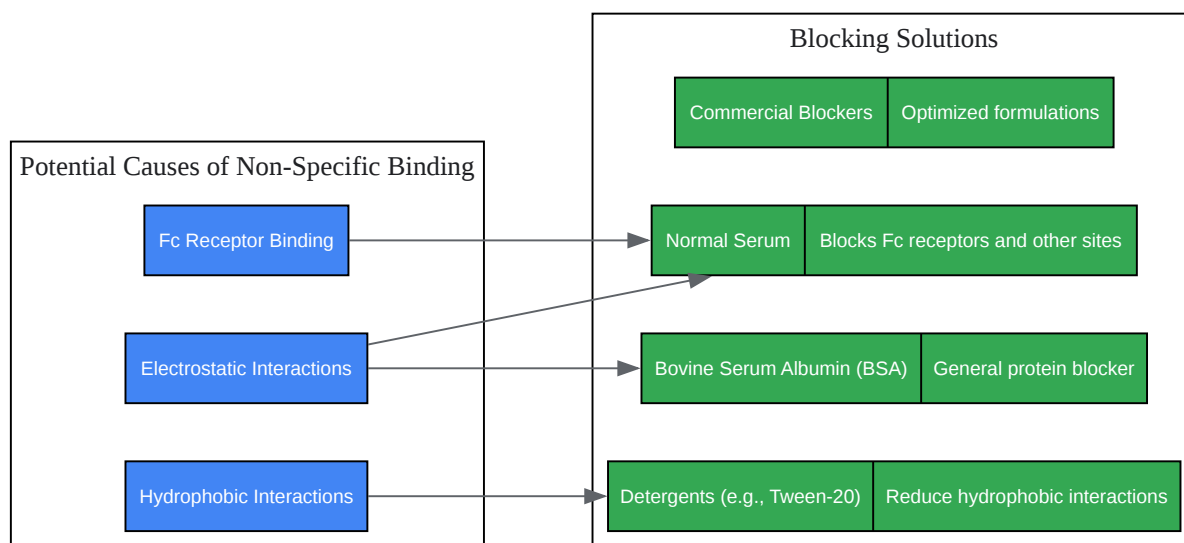 Potential Causes of Non-Specific Binding
Fc Receptor Binding
Electrostatic Interactions
Hydrophobic Interactions
Blocking Solutions
Commercial Blockers
Optimized formulations
Normal Serum
Blocks Fc receptors and other sites
Bovine Serum Albumin (BSA)
General protein blocker
Detergents (e.g., Tween-20)
Reduce hydrophobic interactions